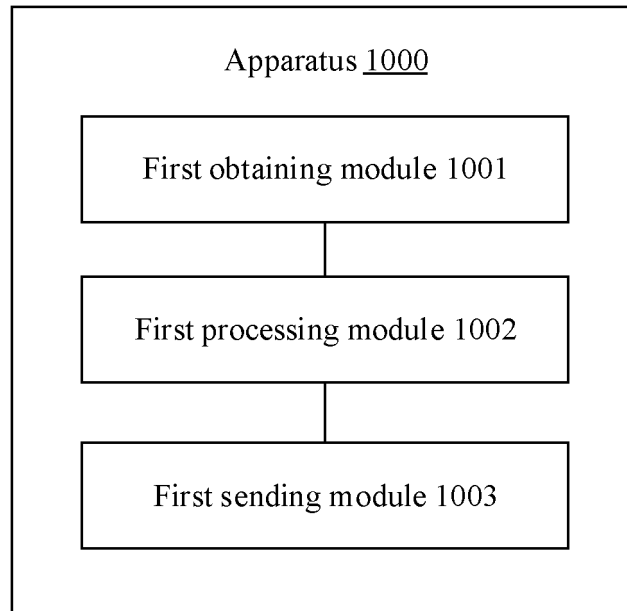 Apparatus 1000
First obtaining module 1001
First processing module 1002
First sending module 1003